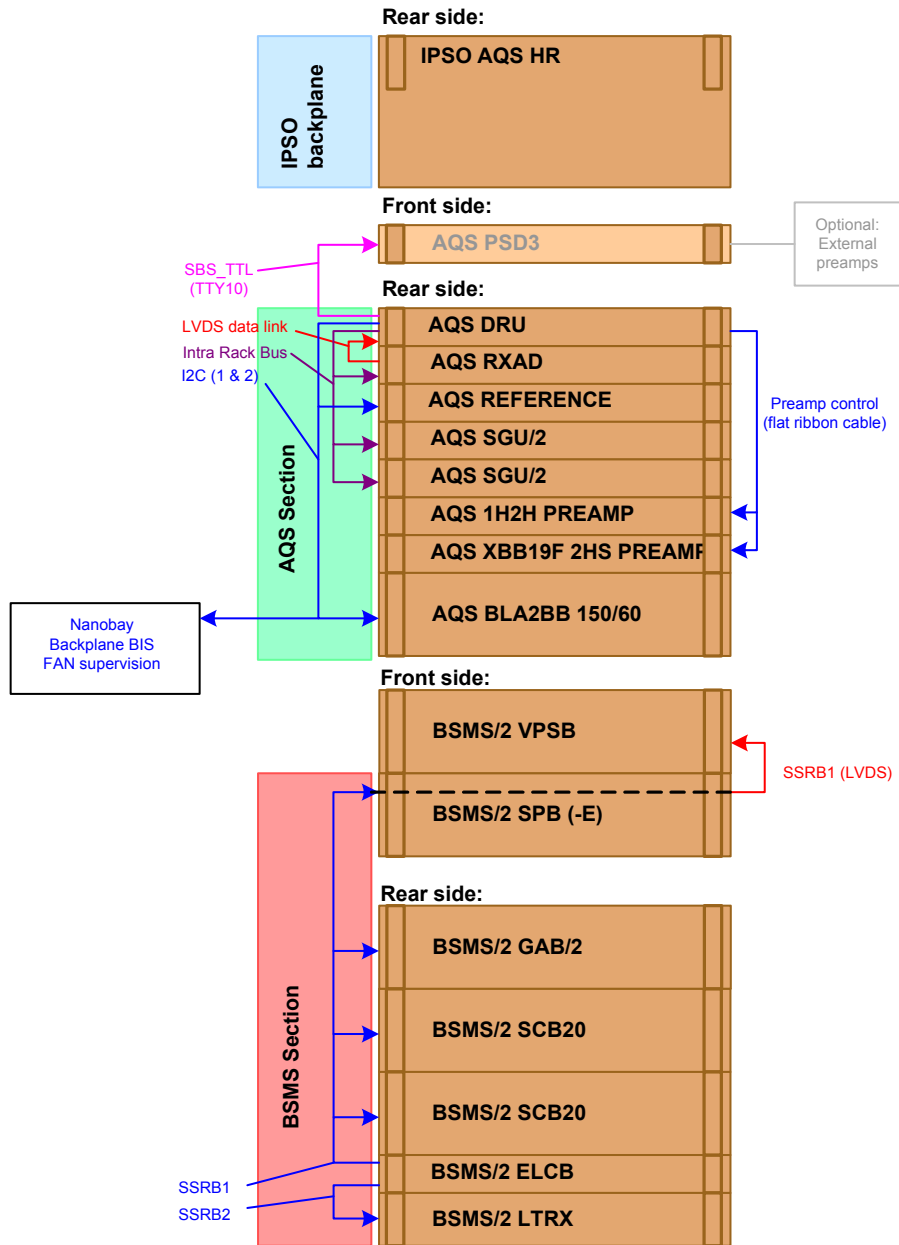 Rear side:
IPSO
backplane
IPSO AQS HR
Front side:
AQS PSD3
Optional:
External
preamps
SBS_TTL
(TTY10)
Rear side:
AQS Section
LVDS data link
Intra Rack Bus
I2C (1 & 2)
AQS DRU
AQS RXAD
AQS REFERENCE
AQS SGU/2
AQS SGU/2
AQS 1H2H PREAMP
AQS XBB19F 2HS PREAMP
AQS BLA2BB 150/60
Preamp control
(flat ribbon cable)
Nanobay
Backplane BIS
FAN supervision
Front side:
BSMS/2 VPSB
BSMS/2 SPB (-E)
SSRB1 (LVDS)
BSMS Section
Rear side:
BSMS/2 GAB/2
BSMS/2 SCB20
BSMS/2 SCB20
BSMS/2 ELCB
BSMS/2 LTRX
SSRB1
SSRB2